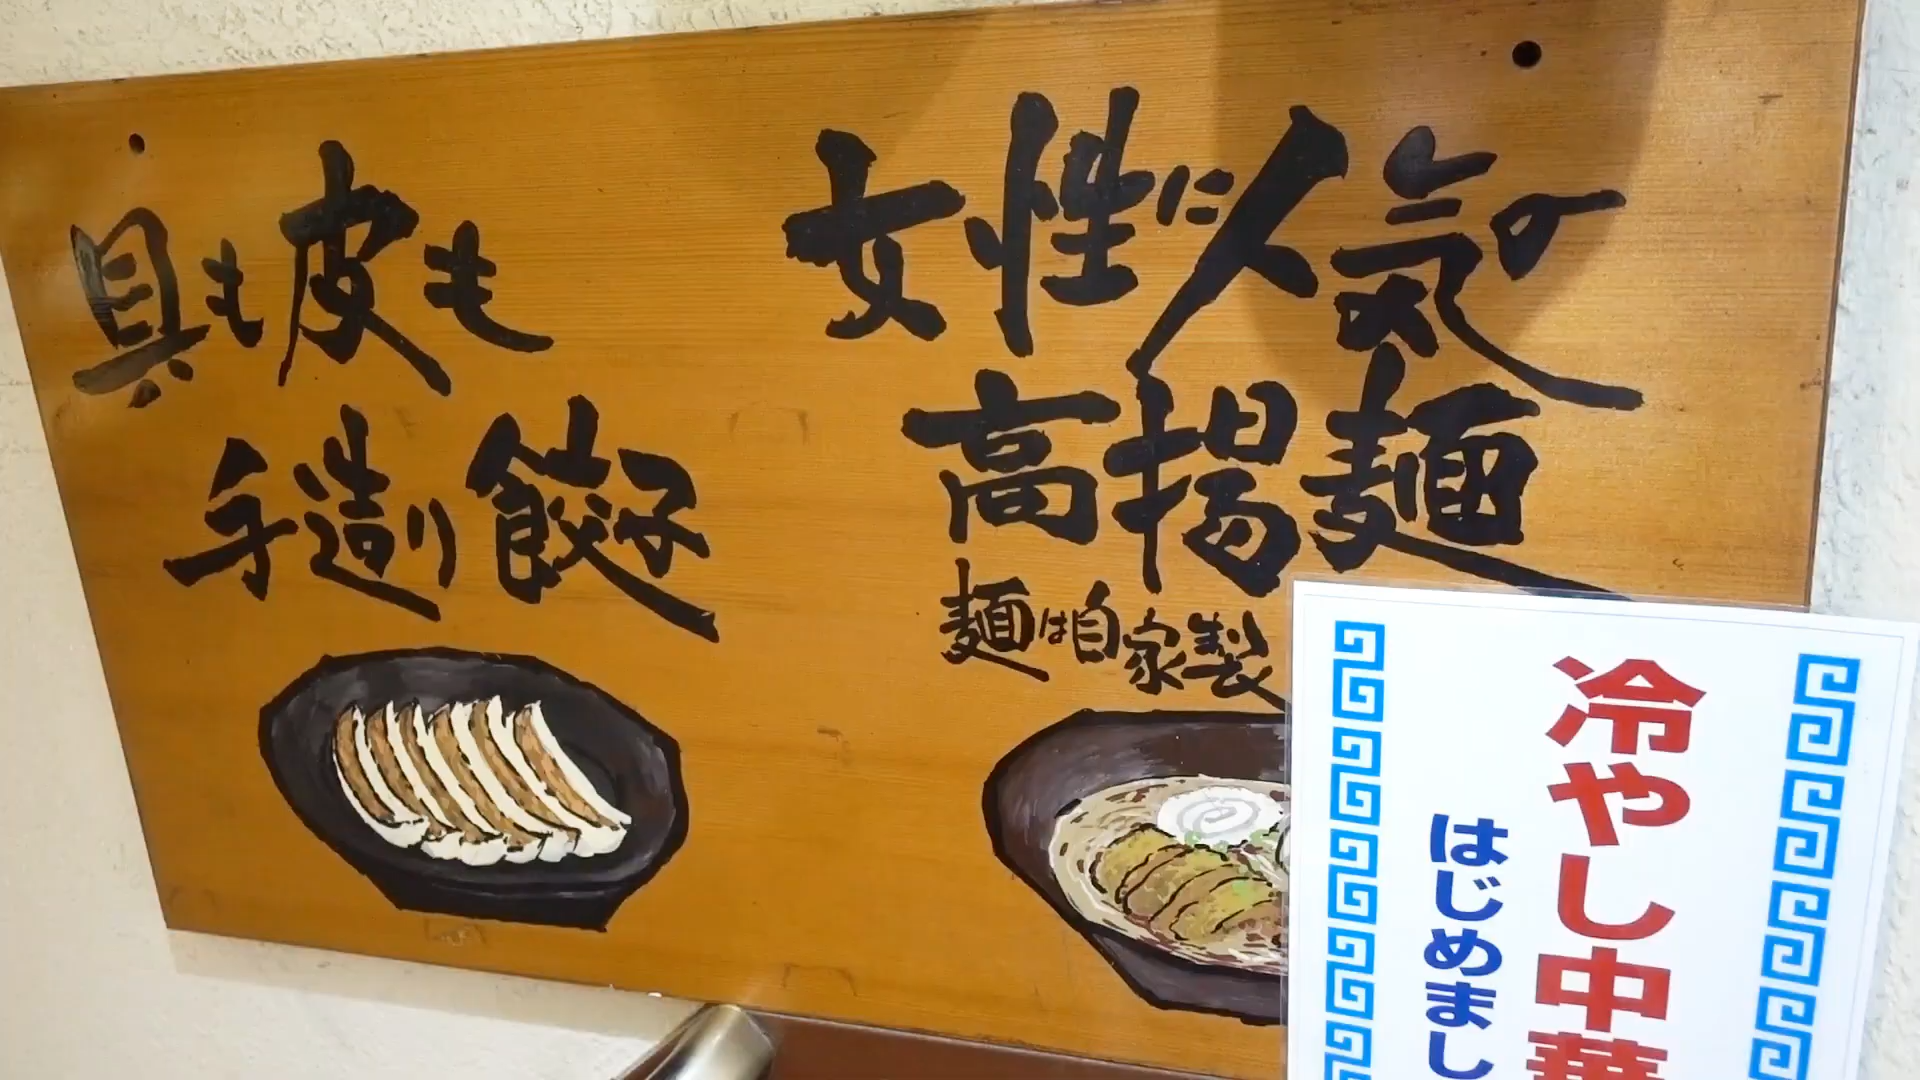 具も皮も
手造り餃子
女性に人気の
高揚麺
麺は自家製
冷やし中華
はじめまし